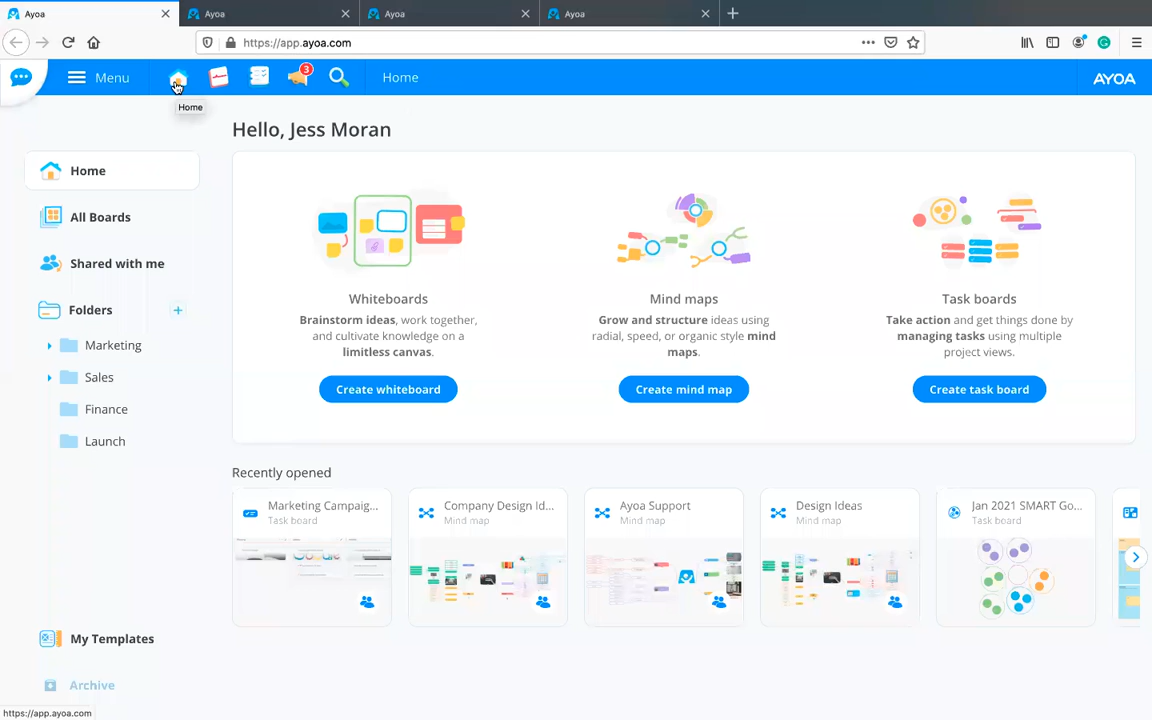 Ayoa
Ayoa
Ayoa
Ayoa
https://app.ayoa.com
Menu
3
Home
AYOA
Home
Hello, Jess Moran
Home
All Boards
Shared with me
Folders
Marketing
Sales
Finance
Launch
My Templates
Archive
Whiteboards
Brainstorm ideas, work together,
and cultivate knowledge on a
limitless canvas.
Create whiteboard
Mind maps
Grow and structure ideas using
radial, speed, or organic style mind
maps.
Create mind map
Task boards
Take action and get things done by
managing tasks using multiple
project views.
Create task board
Recently opened
Marketing Campaig...
Task board
Company Design Id...
Mind map
Ayoa Support
Mind map
Design Ideas
Mind map
Jan 2021 SMART Go...
Task board
https://app.ayoa.com